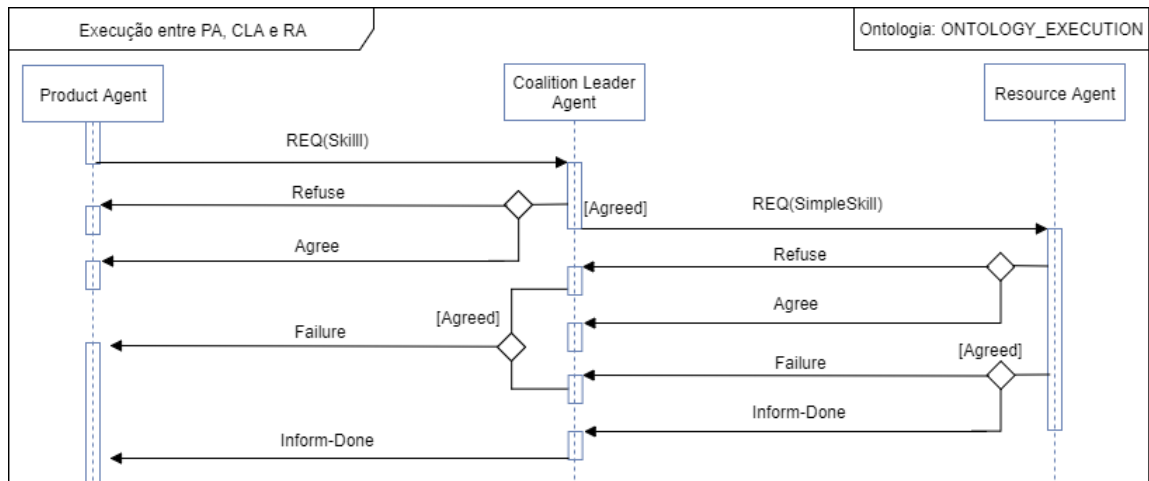 Execução entre PA, CLA e RA
Ontologia: ONTOLOGY_EXECUTION
Product Agent
Coalition Leader
Agent
Resource Agent
REQ(Skilll)
Refuse
[Agreed]
REQ(SimpleSkill)
Agree
Refuse
[Agreed]
Agree
Failure
[Agreed]
Failure
Inform-Done
Inform-Done